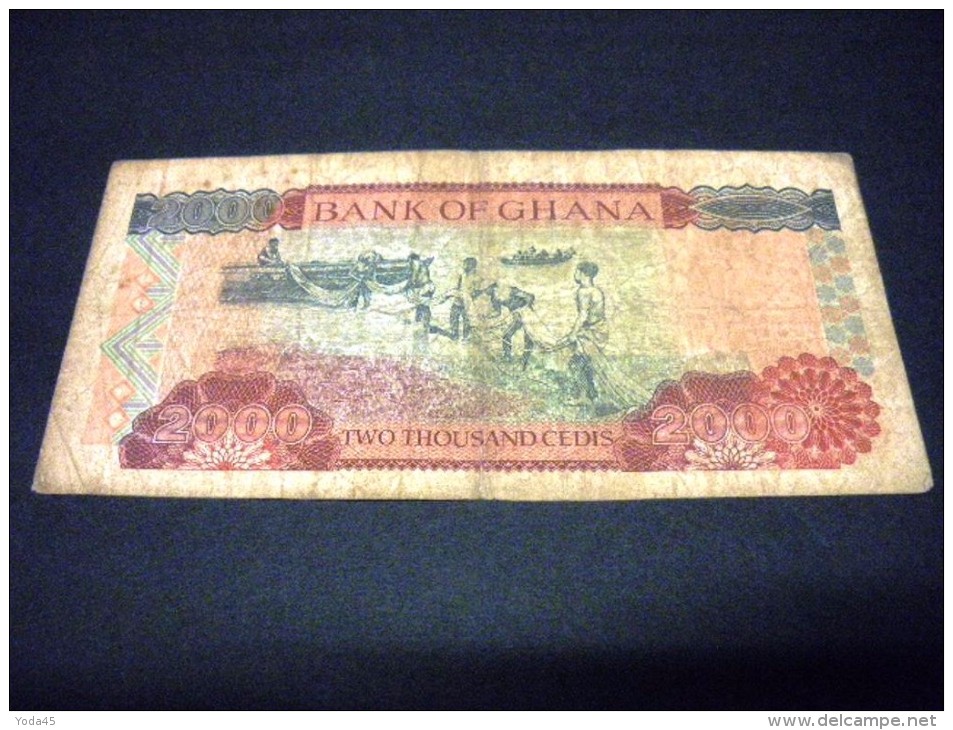 2000 BANK OF GHANA
2000 TWO THOUSAND CEDIS 2000
Yoda45
www.delcampe.net